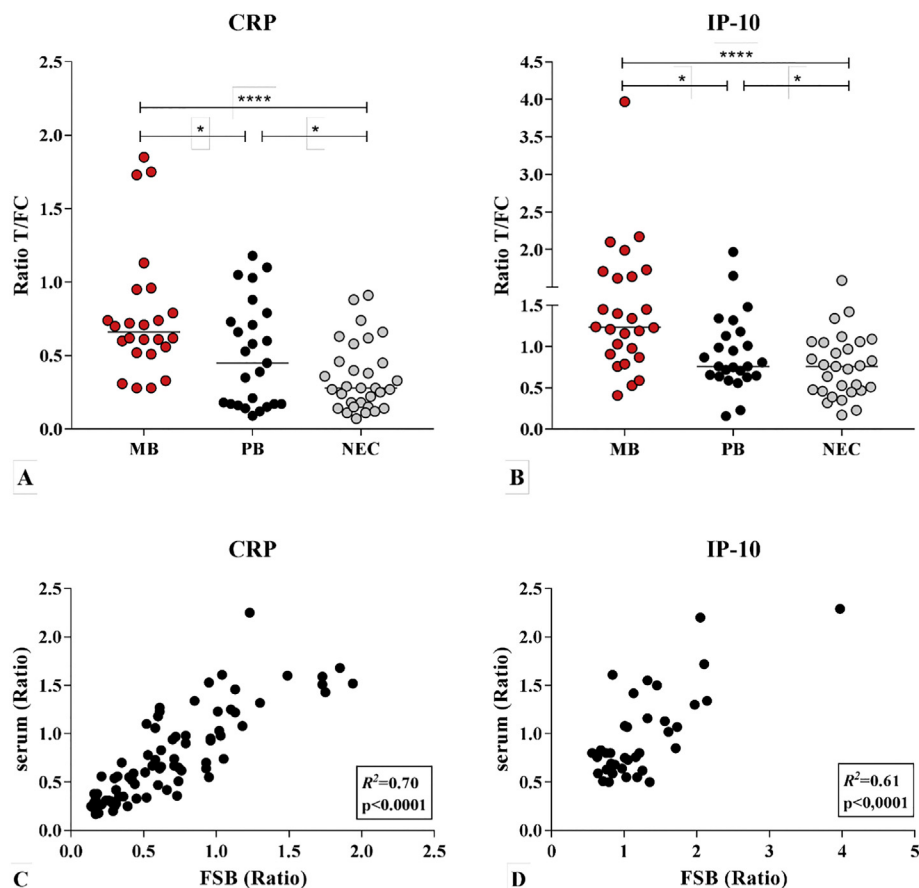 CRP
2.5
2.0
1.5
1.0
0.5
0.0
Ratio T/FC
****
* *
MB PB NEC
A
IP-10
4.5
4.0
3.5
3.0
2.5
2.0
1.5
1.5
1.0
0.5
0.0
Ratio T/FC
****
* *
MB PB NEC
B
CRP
2.5
2.0
1.5
1.0
0.5
0.0
serum (Ratio)
R²=0.70
p<0.0001
0.0 0.5 1.0 1.5 2.0 2.5
FSB (Ratio)
C
IP-10
2.5
2.0
1.5
1.0
0.5
0.0
serum (Ratio)
R²=0.61
p<0,0001
0 1 2 3 4 5
FSB (Ratio)
D